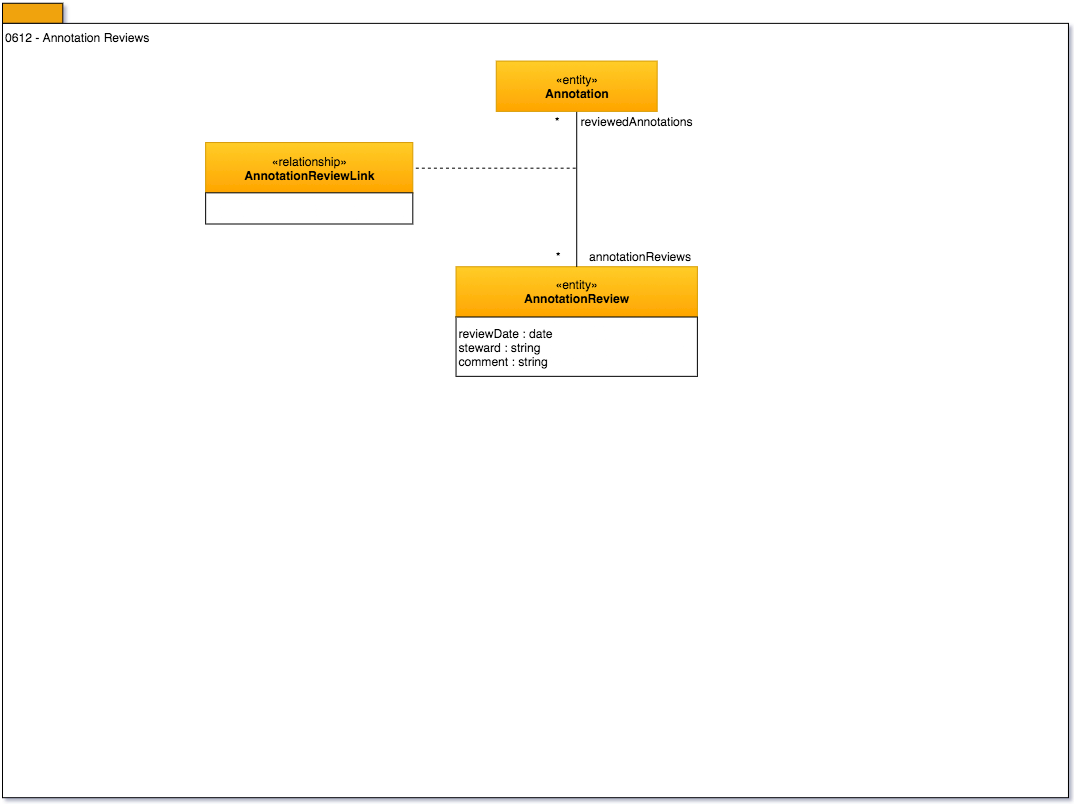 0612 - Annotation Reviews
«entity»
Annotation
* reviewedAnnotations
«relationship»
AnnotationReviewLink
* annotationReviews
«entity»
AnnotationReview
reviewDate : date
steward : string
comment : string